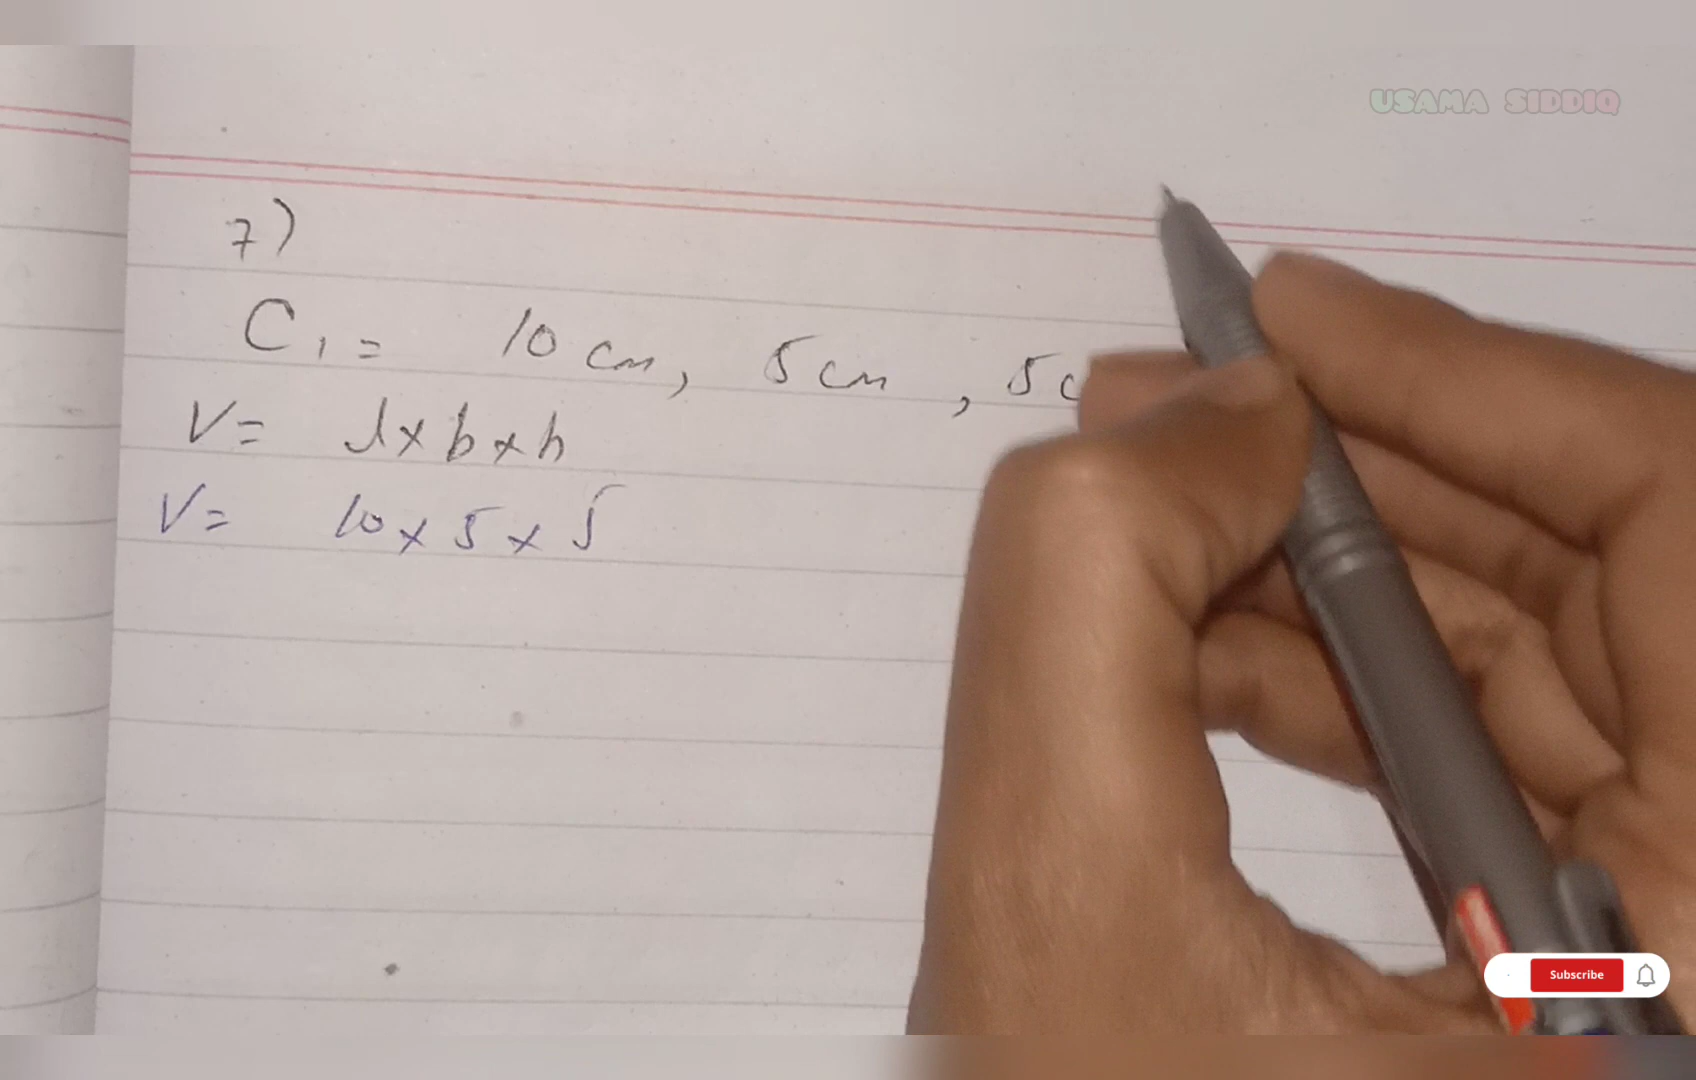 USAMA SIDDIQ
7)
C1 = 10 cm, 5 cm, 5 c
V = l × b × h
V = 10 × 5 × 5
Subscribe